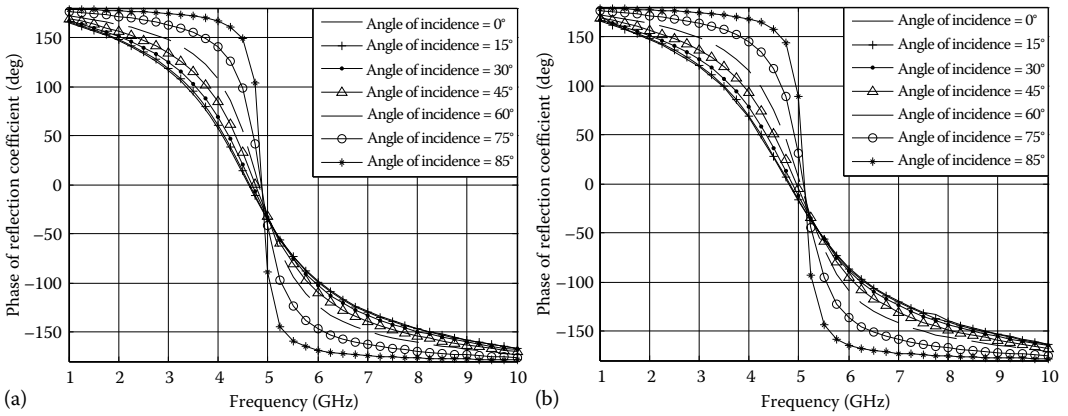 Phase of reflection coefficient (deg)
150
100
50
0
−50
−100
−150
Angle of incidence = 0°
Angle of incidence = 15°
Angle of incidence = 30°
Angle of incidence = 45°
Angle of incidence = 60°
Angle of incidence = 75°
Angle of incidence = 85°
1 2 3 4 5 6 7 8 9 10
Frequency (GHz)
(a)
Phase of reflection coefficient (deg)
150
100
50
0
−50
−100
−150
Angle of incidence = 0°
Angle of incidence = 15°
Angle of incidence = 30°
Angle of incidence = 45°
Angle of incidence = 60°
Angle of incidence = 75°
Angle of incidence = 85°
1 2 3 4 5 6 7 8 9 10
Frequency (GHz)
(b)